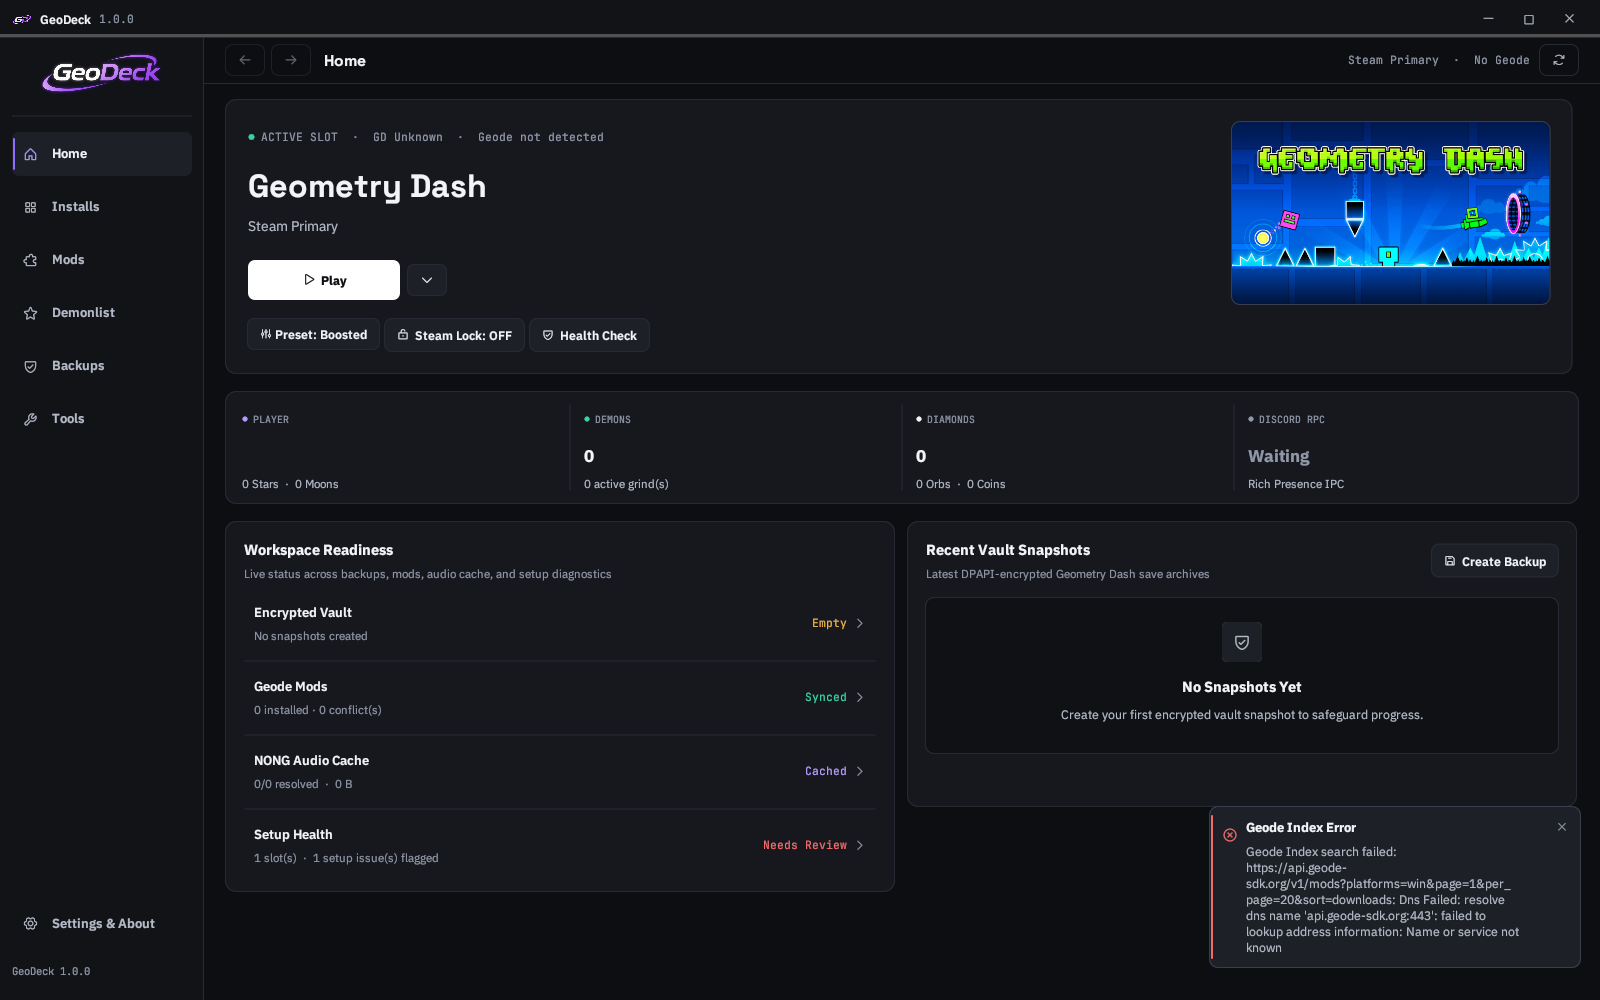 GeoDeck 1.0.0
GeoDeck
Home
Steam Primary · No Geode
Home
Installs
Mods
Demonlist
Backups
Tools
Settings & About
GeoDeck 1.0.0
ACTIVE SLOT · GD Unknown · Geode not detected
Geometry Dash
Steam Primary
Play
Preset: Boosted
Steam Lock: OFF
Health Check
GEOMETRY DASH
PLAYER
0 Stars · 0 Moons
DEMONS
0
0 active grind(s)
DIAMONDS
0
0 Orbs · 0 Coins
DISCORD RPC
Waiting
Rich Presence IPC
Workspace Readiness
Live status across backups, mods, audio cache, and setup diagnostics
Encrypted Vault
No snapshots created
Empty
Geode Mods
0 installed · 0 conflict(s)
Synced
NONG Audio Cache
0/0 resolved · 0 B
Cached
Setup Health
1 slot(s) · 1 setup issue(s) flagged
Needs Review
Recent Vault Snapshots
Latest DPAPI-encrypted Geometry Dash save archives
Create Backup
No Snapshots Yet
Create your first encrypted vault snapshot to safeguard progress.
Geode Index Error
Geode Index search failed:
https://api.geode-
sdk.org/v1/mods?platforms=win&page=1&per_
page=20&sort=downloads: Dns Failed: resolve
dns name 'api.geode-sdk.org:443': failed to
lookup address information: Name or service not
known